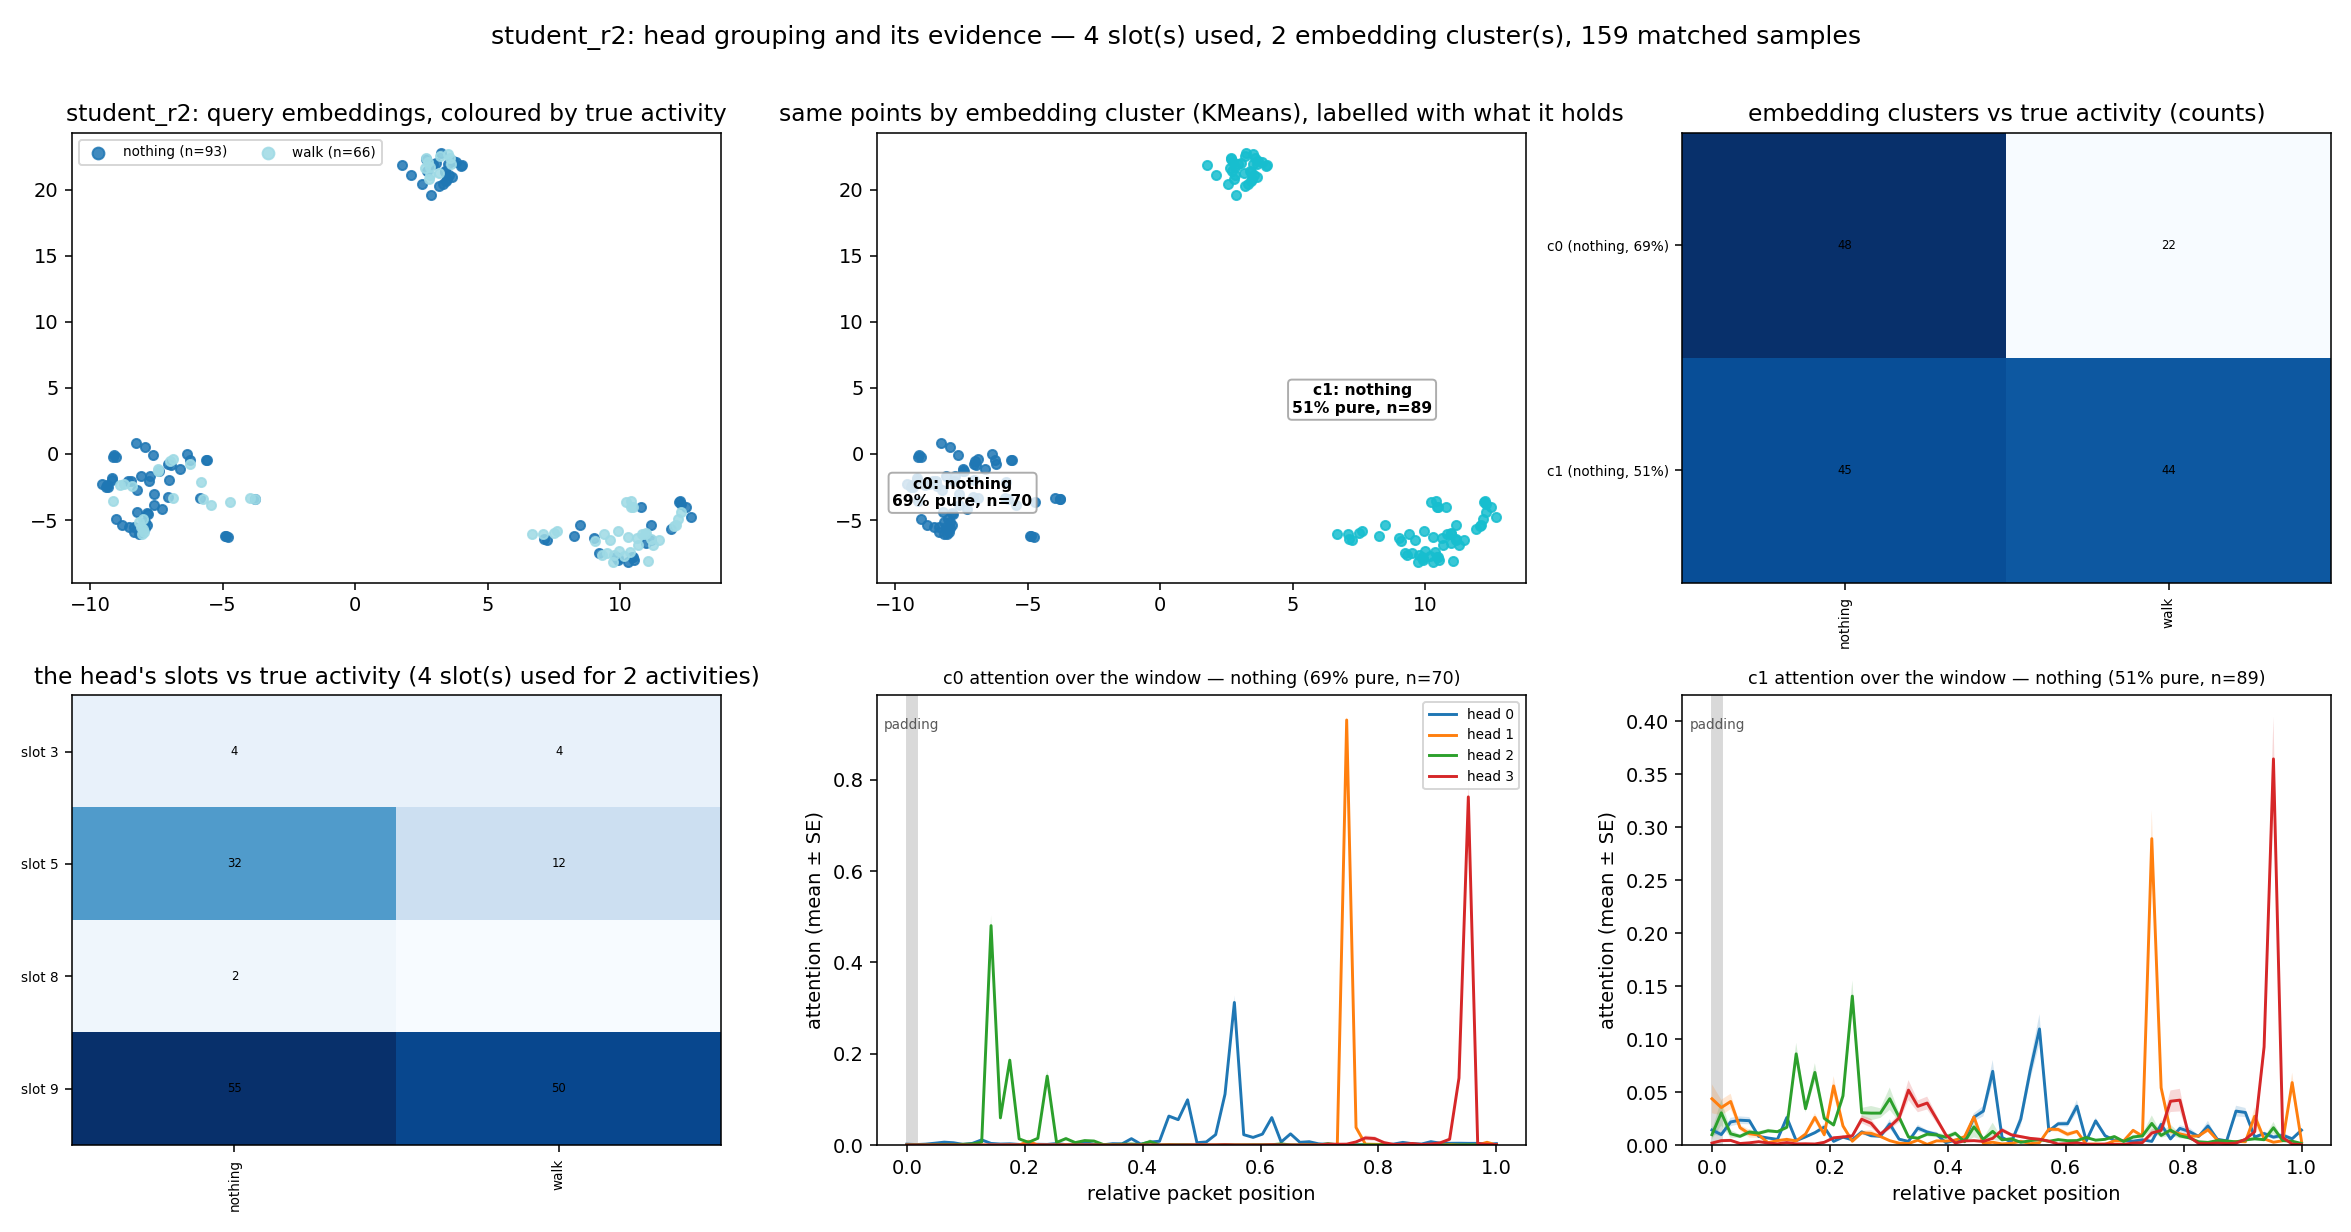 student_r2: head grouping and its evidence — 4 slot(s) used, 2 embedding cluster(s), 159 matched samples
student_r2: query embeddings, coloured by true activity
nothing (n=93)
walk (n=66)
20
15
10
5
0
−5
−10
−5
0
5
10
same points by embedding cluster (KMeans), labelled with what it holds
20
15
10
5
0
−5
c1: nothing
51% pure, n=89
c0: nothing
69% pure, n=70
−10
−5
0
5
10
embedding clusters vs true activity (counts)
c0 (nothing, 69%)
48
22
c1 (nothing, 51%)
45
44
nothing
walk
the head's slots vs true activity (4 slot(s) used for 2 activities)
slot 3
4
4
slot 5
32
12
slot 8
2
slot 9
55
50
nothing
walk
c0 attention over the window — nothing (69% pure, n=70)
padding
head 0
head 1
head 2
head 3
attention (mean ± SE)
0.8
0.6
0.4
0.2
0.0
0.0
0.2
0.4
0.6
0.8
1.0
relative packet position
c1 attention over the window — nothing (51% pure, n=89)
padding
attention (mean ± SE)
0.40
0.35
0.30
0.25
0.20
0.15
0.10
0.05
0.00
0.0
0.2
0.4
0.6
0.8
1.0
relative packet position